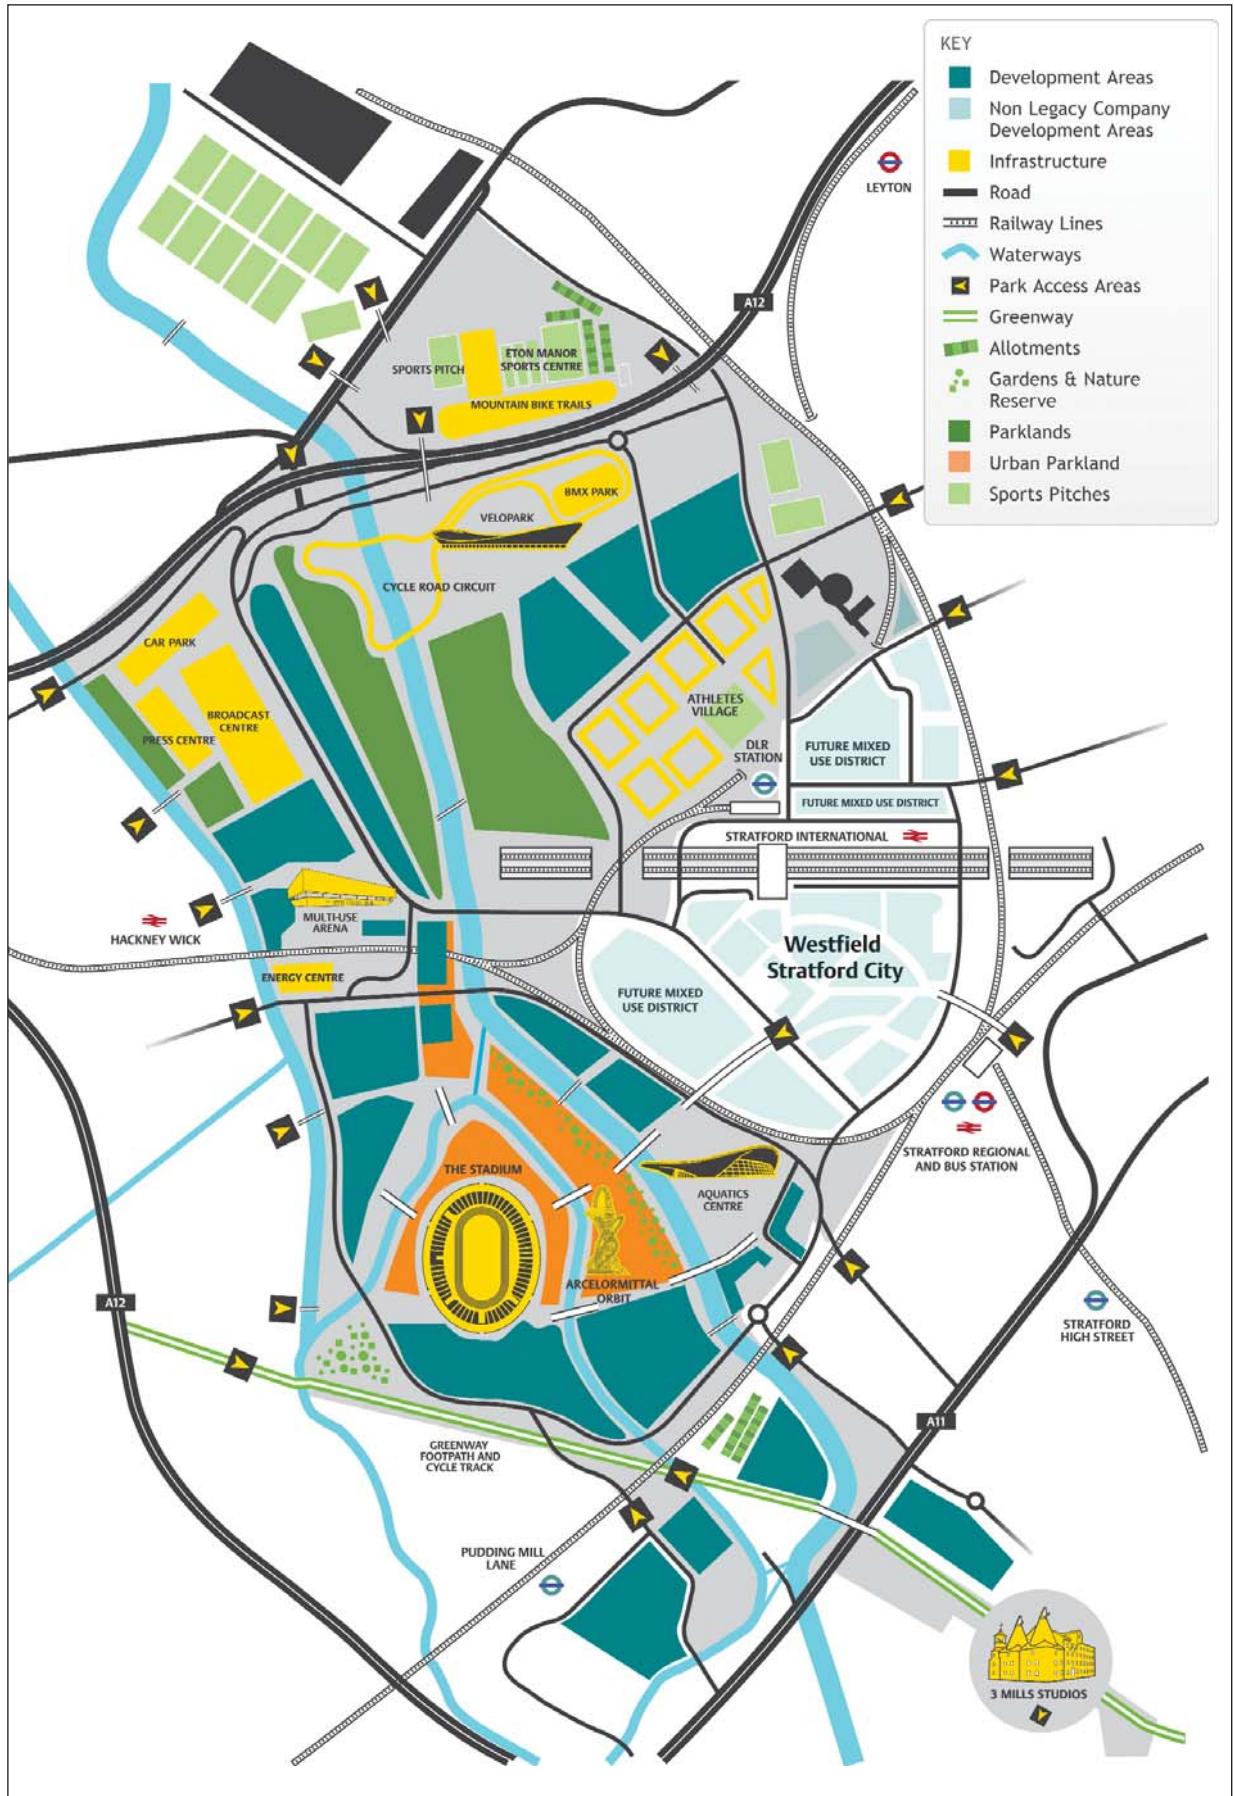 KEY
Development Areas
Non Legacy Company
Development Areas
Infrastructure
Road
Railway Lines
Waterways
Park Access Areas
Greenway
Allotments
Gardens & Nature
Reserve
Parklands
Urban Parkland
Sports Pitches
LEYTON
A12
SPORTS PITCH
ETON MANOR
SPORTS CENTRE
MOUNTAIN BIKE TRAILS
BMX PARK
VELOPARK
CYCLE ROAD CIRCUIT
CAR PARK
BROADCAST
CENTRE
PRESS CENTRE
ATHLETES
VILLAGE
DLR
STATION
FUTURE MIXED
USE DISTRICT
FUTURE MIXED USE DISTRICT
STRATFORD INTERNATIONAL
MULTI-USE
ARENA
HACKNEY WICK
ENERGY CENTRE
Westfield
Stratford City
FUTURE MIXED
USE DISTRICT
STRATFORD REGIONAL
AND BUS STATION
THE STADIUM
AQUATICS
CENTRE
ARCELORMITTAL
ORBIT
A12
STRATFORD
HIGH STREET
A11
GREENWAY
FOOTPATH AND
CYCLE TRACK
PUDDING MILL
LANE
3 MILLS STUDIOS